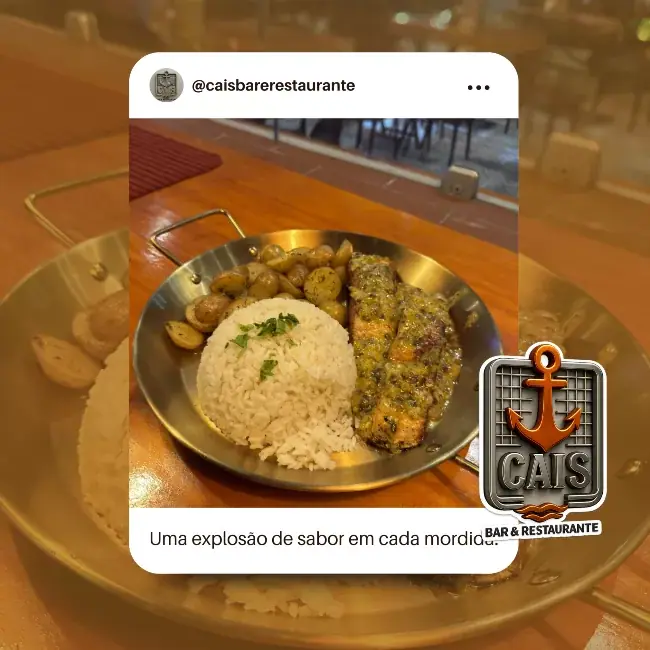 @caisbarerestaurante
Uma explosão de sabor em cada mordida.
CAIS
BAR & RESTAURANTE